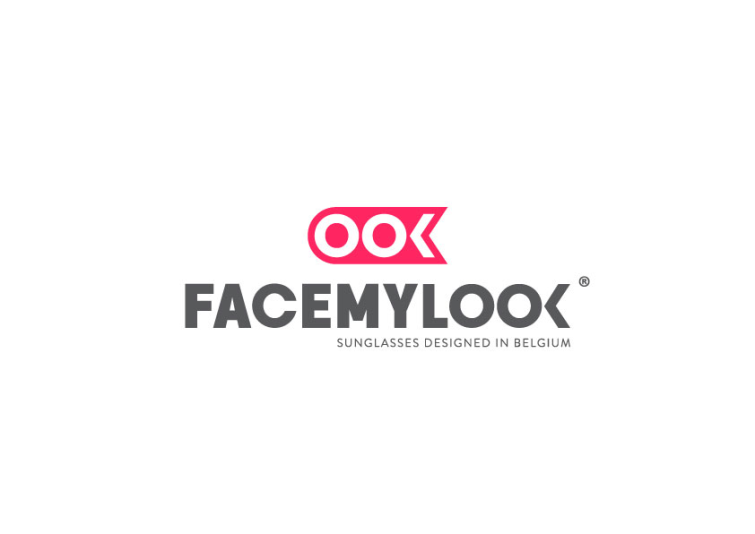 OOK
FACEMYLOOK®
SUNGLASSES DESIGNED IN BELGIUM